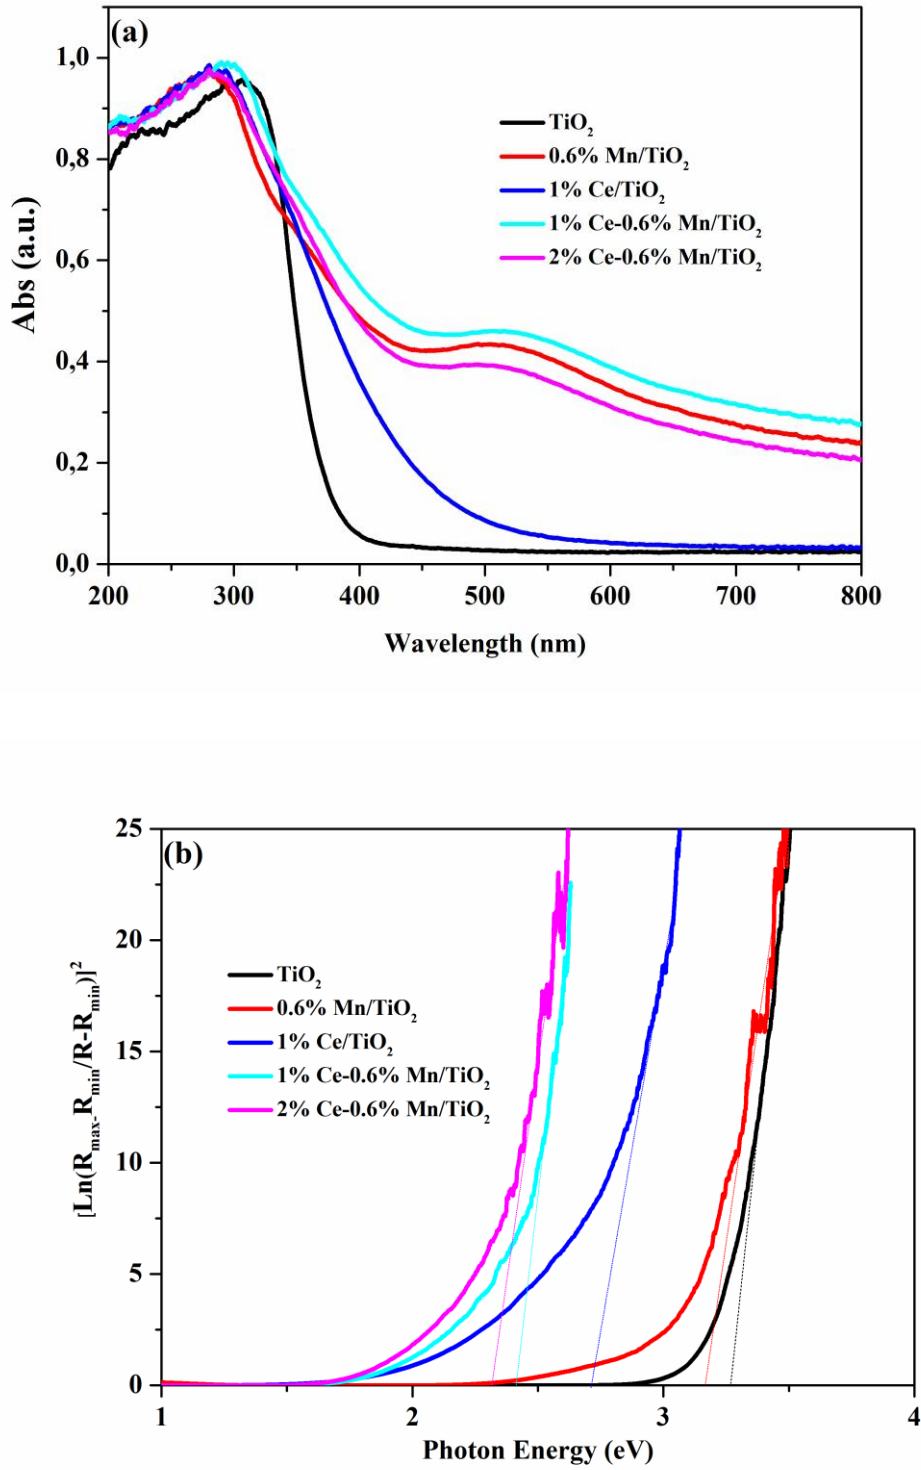 (a)
1,0
0,8
0,6
0,4
0,2
0,0
Abs (a.u.)
TiO₂
0.6% Mn/TiO₂
1% Ce/TiO₂
1% Ce-0.6% Mn/TiO₂
2% Ce-0.6% Mn/TiO₂
200 300 400 500 600 700 800
Wavelength (nm)
(b)
25
20
15
10
5
0
[Ln(Rmax-Rmin/R-Rmin)]²
TiO₂
0.6% Mn/TiO₂
1% Ce/TiO₂
1% Ce-0.6% Mn/TiO₂
2% Ce-0.6% Mn/TiO₂
1 2 3 4
Photon Energy (eV)